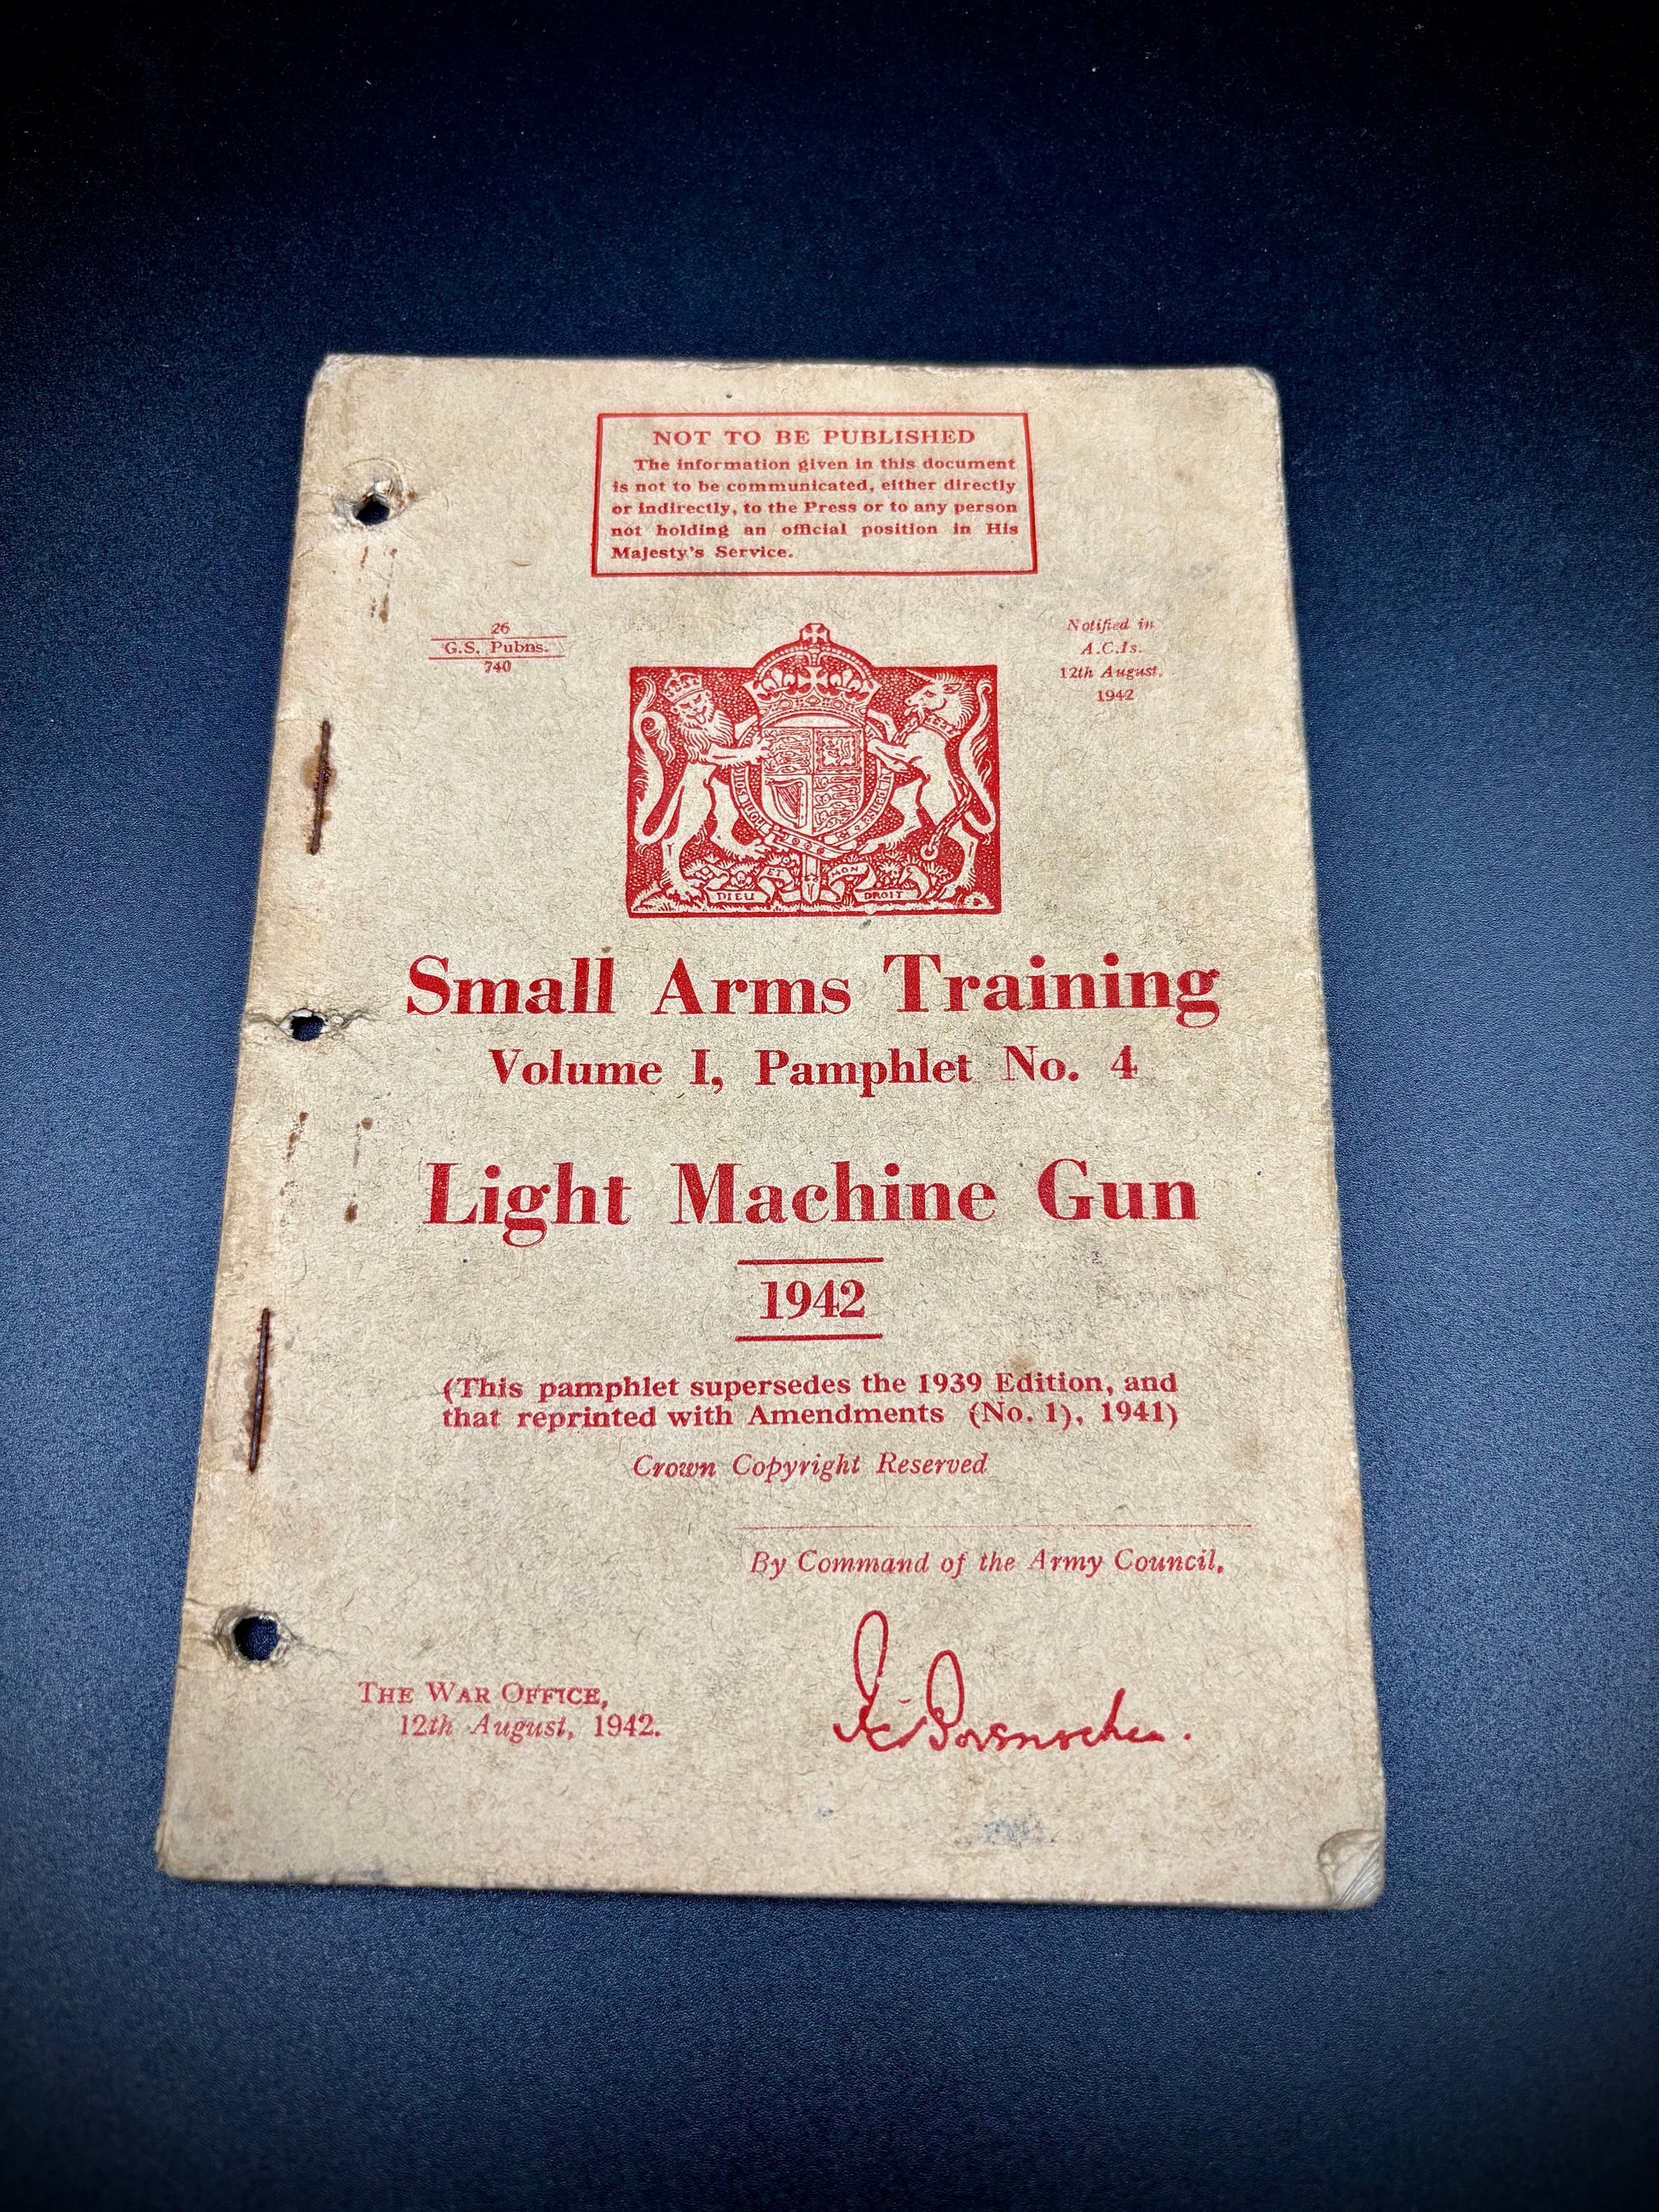 NOT TO BE PUBLISHED
The information given in this document
is not to be communicated, either directly
or indirectly, to the Press or to any person
not holding an official position in His
Majesty's Service.
26
G.S. Pubns.
740
Notified in
A.C.Is.
12th August,
1942
DIEU ET MON DROIT
Small Arms Training
Volume I, Pamphlet No. 4
Light Machine Gun
1942
(This pamphlet supersedes the 1939 Edition, and
that reprinted with Amendments (No. 1), 1941)
Crown Copyright Reserved
By Command of the Army Council,
THE WAR OFFICE,
12th August, 1942.